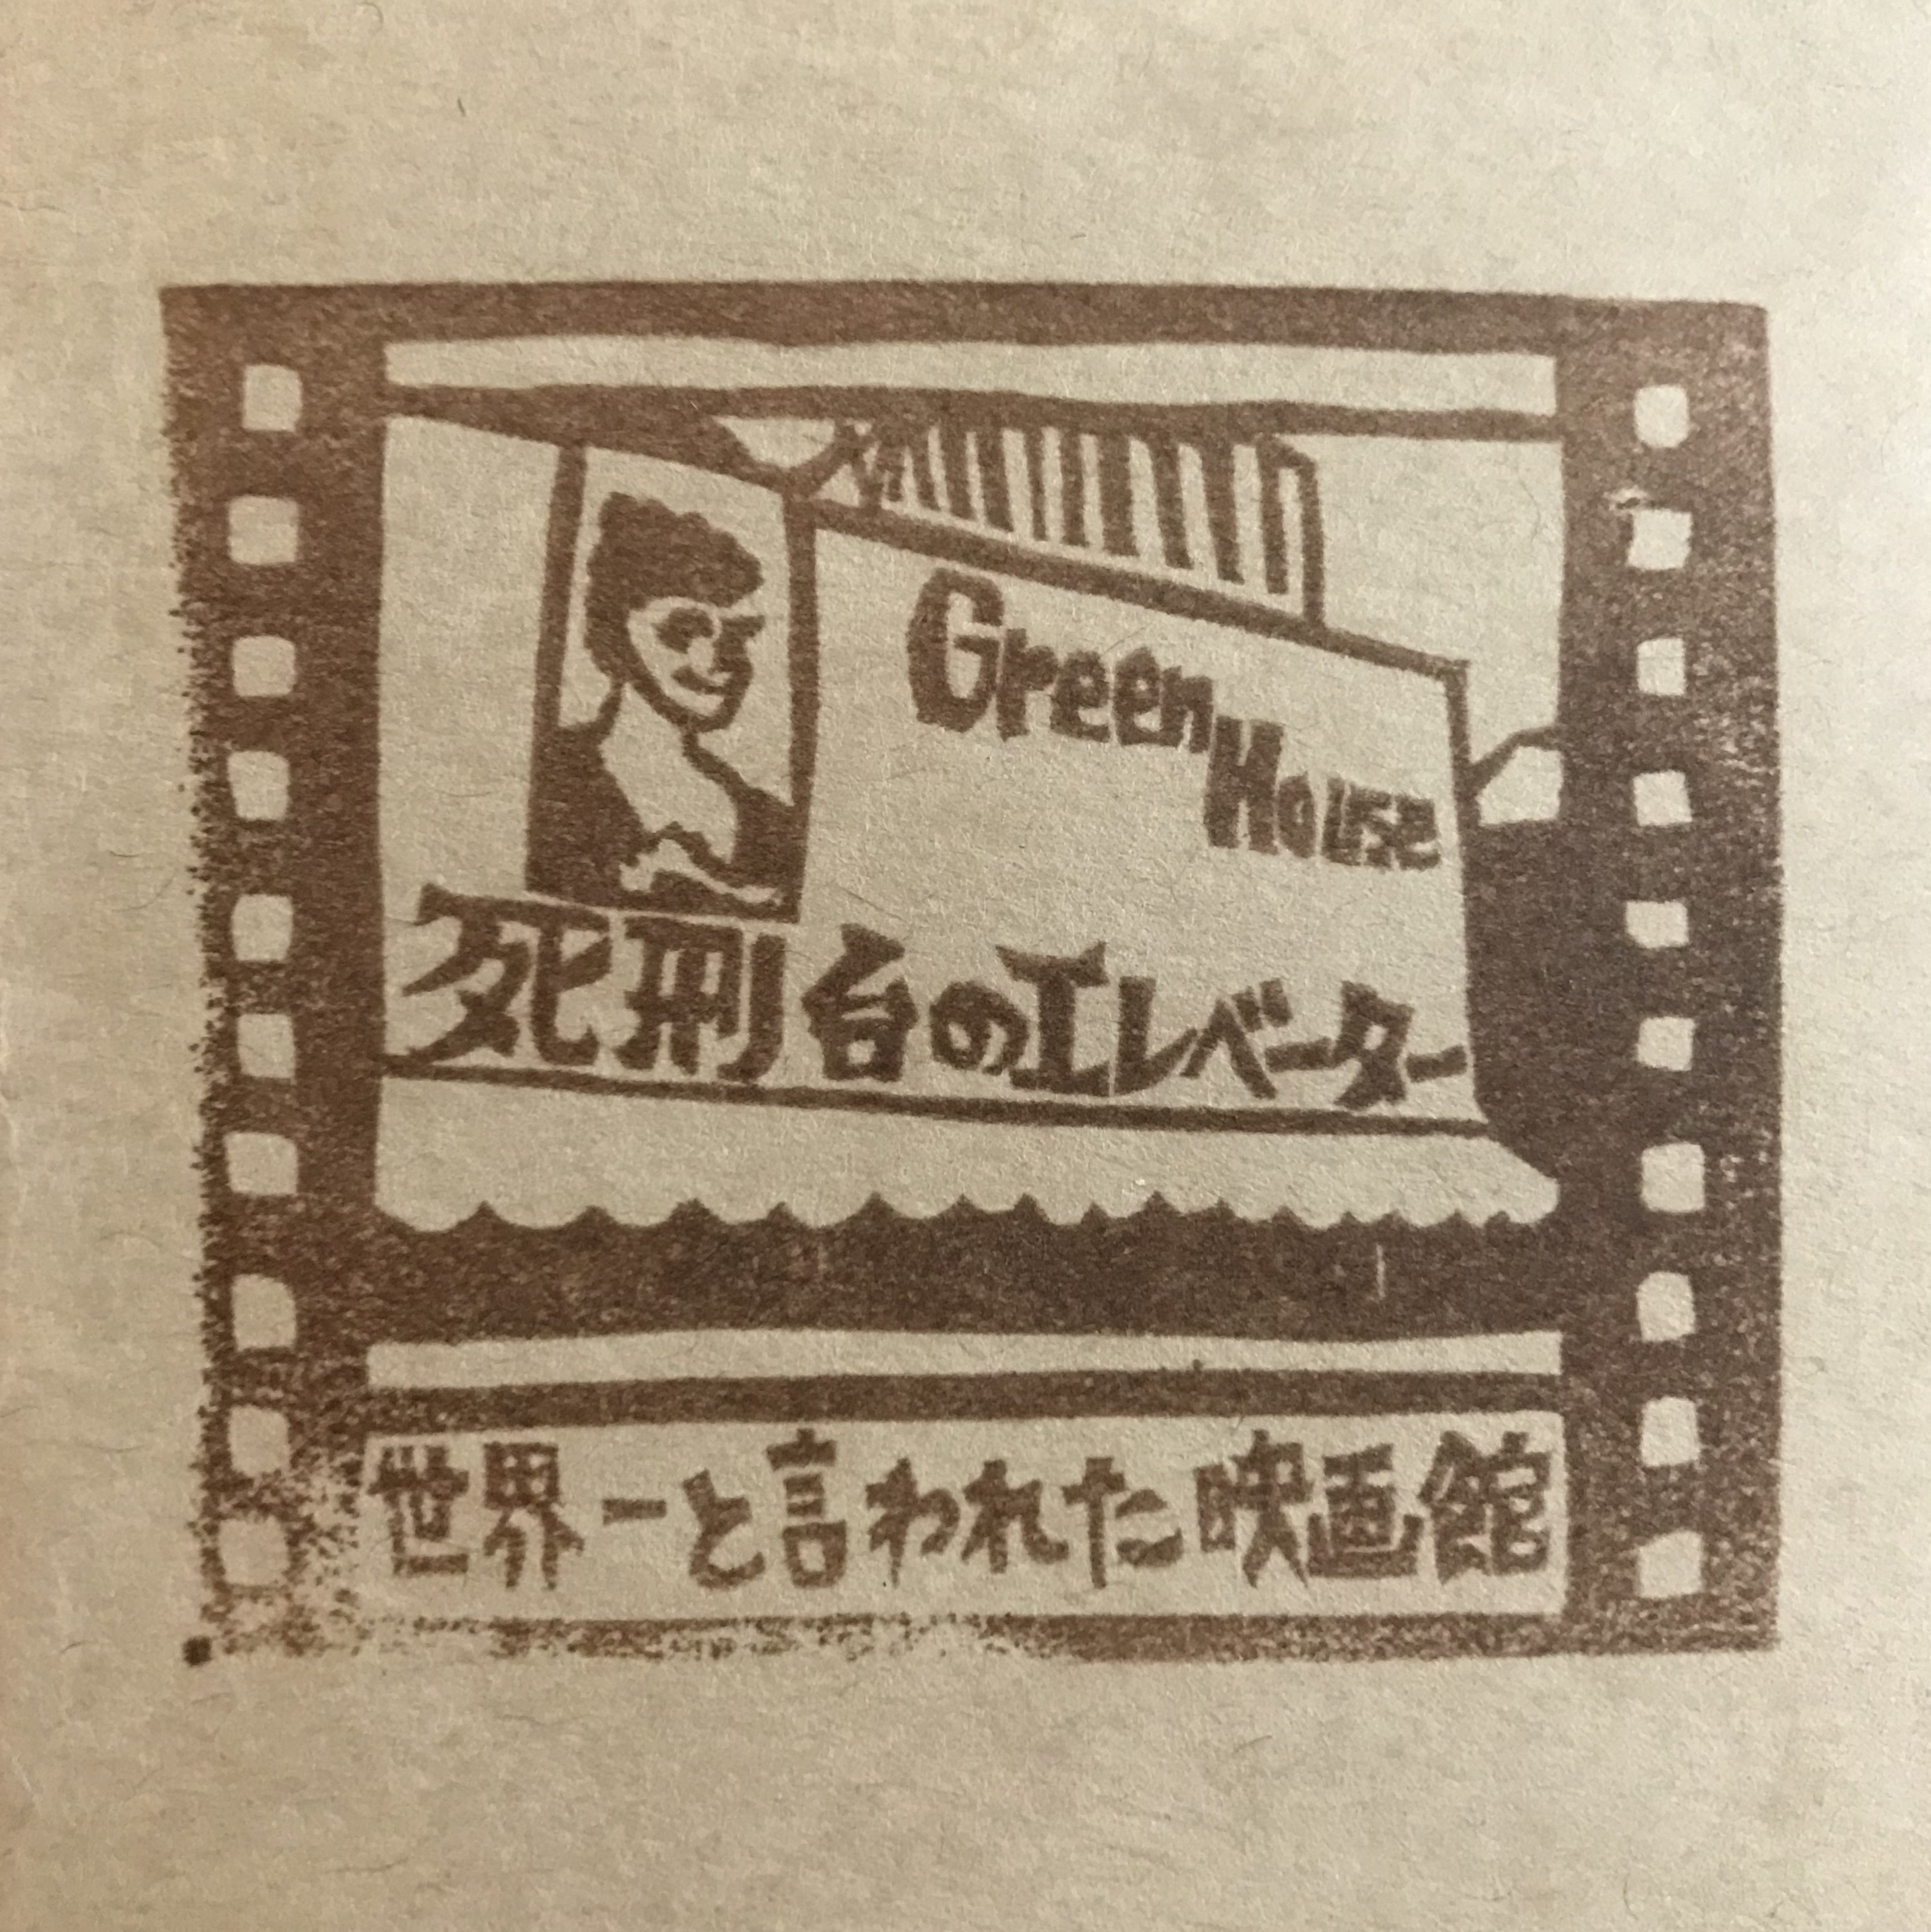 Green
House
死刑台のエレベーター
世界一と言われた映画館